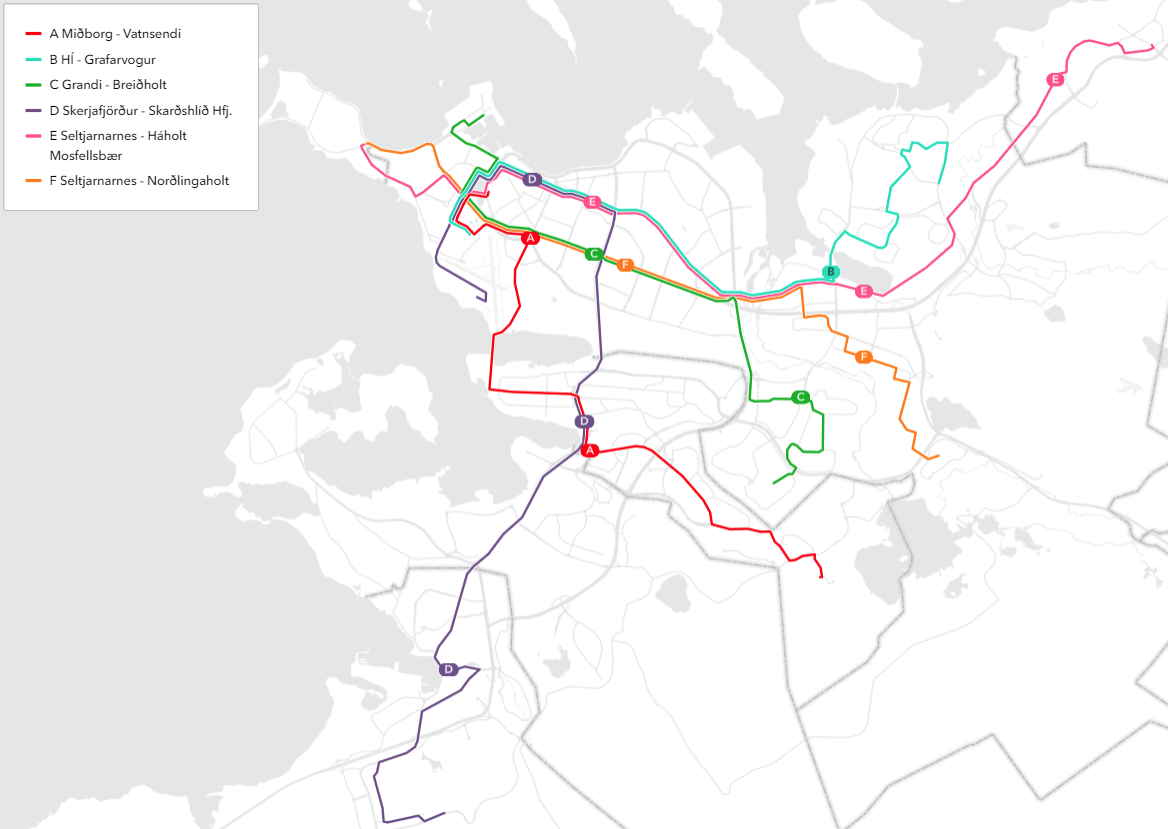 A Miðborg - Vatnsendi
B HÍ - Grafarvogur
C Grandi - Breiðholt
D Skerjafjörður - Skarðshlíð Hfj.
E Seltjarnarnes - Háholt
Mosfellsbær
F Seltjarnarnes - Norðlingaholt
E
D
E
A
C
F
B
E
F
C
D
A
D